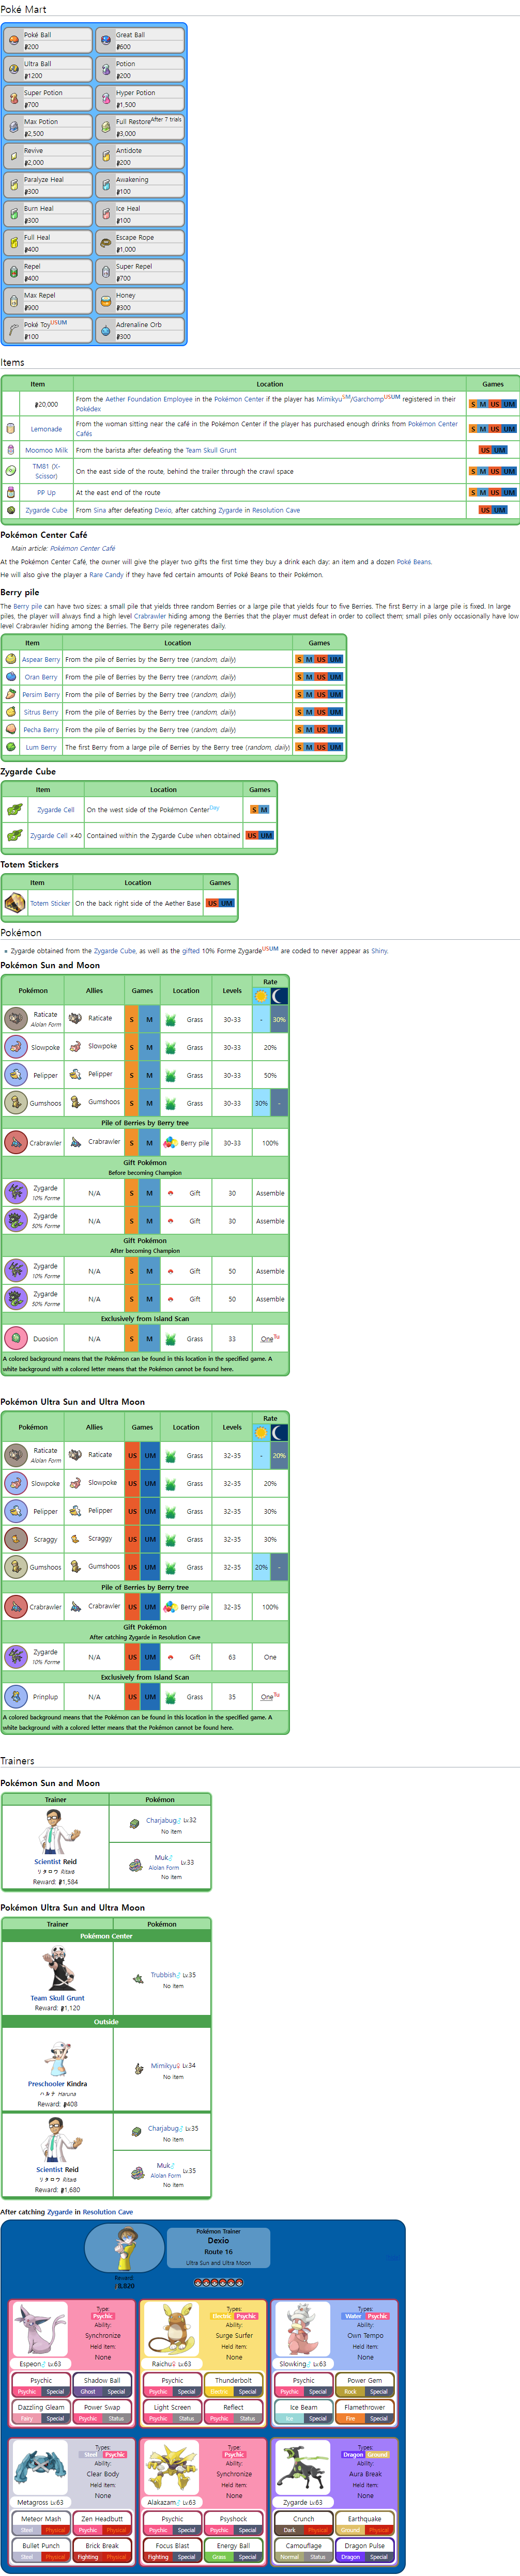 Poké Mart
Poké Ball
₽200
Great Ball
₽600
Ultra Ball
₽1200
Potion
₽200
Super Potion
₽700
Hyper Potion
₽1,500
Max Potion
₽2,500
Full Restore After 7 trials
₽3,000
Revive
₽2,000
Antidote
₽200
Paralyze Heal
₽300
Awakening
₽100
Burn Heal
₽300
Ice Heal
₽100
Full Heal
₽400
Escape Rope
₽1,000
Repel
₽400
Super Repel
₽700
Max Repel
₽900
Honey
₽300
Poké Toy USUM
₽100
Adrenaline Orb
₽300
Items
Item Location Games
₽20,000 From the Aether Foundation Employee in the Pokémon Center if the player has Mimikyu SM/Garchomp USUM registered in their Pokédex S M US UM
Lemonade From the woman sitting near the café in the Pokémon Center if the player has purchased enough drinks from Pokémon Center Cafés S M US UM
Moomoo Milk From the barista after defeating the Team Skull Grunt US UM
TM81 (X-Scissor) On the east side of the route, behind the trailer through the crawl space S M US UM
PP Up At the east end of the route S M US UM
Zygarde Cube From Sina after defeating Dexio, after catching Zygarde in Resolution Cave US UM
Pokémon Center Café
Main article: Pokémon Center Café
At the Pokémon Center Café, the owner will give the player two gifts the first time they buy a drink each day: an item and a dozen Poké Beans.
He will also give the player a Rare Candy if they have fed certain amounts of Poké Beans to their Pokémon.
Berry pile
The Berry pile can have two sizes: a small pile that yields three random Berries or a large pile that yields four to five Berries. The first Berry in a large pile is fixed. In large
piles, the player will always find a high level Crabrawler hiding among the Berries that the player must defeat in order to collect them; small piles only occasionally have low
level Crabrawler hiding among the Berries. The Berry pile regenerates daily.
Item Location Games
Aspear Berry From the pile of Berries by the Berry tree (random, daily) S M US UM
Oran Berry From the pile of Berries by the Berry tree (random, daily) S M US UM
Persim Berry From the pile of Berries by the Berry tree (random, daily) S M US UM
Sitrus Berry From the pile of Berries by the Berry tree (random, daily) S M US UM
Pecha Berry From the pile of Berries by the Berry tree (random, daily) S M US UM
Lum Berry The first Berry from a large pile of Berries by the Berry tree (random, daily) S M US UM
Zygarde Cube
Item Location Games
Zygarde Cell On the west side of the Pokémon Center Day S M
Zygarde Cell ×40 Contained within the Zygarde Cube when obtained US UM
Totem Stickers
Item Location Games
Totem Sticker On the back right side of the Aether Base US UM
Pokémon
Zygarde obtained from the Zygarde Cube, as well as the gifted 10% Forme Zygarde USUM are coded to never appear as Shiny.
Pokémon Sun and Moon
Pokémon Allies Games Location Levels Rate
Raticate Alolan Form Raticate S M Grass 30-33 - 30%
Slowpoke Slowpoke S M Grass 30-33 20%
Pelipper Pelipper S M Grass 30-33 50%
Gumshoos Gumshoos S M Grass 30-33 30% -
Pile of Berries by Berry tree
Crabrawler Crabrawler S M Berry pile 30-33 100%
Gift Pokémon
Before becoming Champion
Zygarde 10% Forme N/A S M Gift 30 Assemble
Zygarde 50% Forme N/A S M Gift 30 Assemble
Gift Pokémon
After becoming Champion
Zygarde 10% Forme N/A S M Gift 50 Assemble
Zygarde 50% Forme N/A S M Gift 50 Assemble
Exclusively from Island Scan
Duosion N/A S M Grass 33 One Tu
A colored background means that the Pokémon can be found in this location in the specified game. A
white background with a colored letter means that the Pokémon cannot be found here.
Pokémon Ultra Sun and Ultra Moon
Pokémon Allies Games Location Levels Rate
Raticate Alolan Form Raticate US UM Grass 32-35 - 20%
Slowpoke Slowpoke US UM Grass 32-35 20%
Pelipper Pelipper US UM Grass 32-35 30%
Scraggy Scraggy US UM Grass 32-35 30%
Gumshoos Gumshoos US UM Grass 32-35 20% -
Pile of Berries by Berry tree
Crabrawler Crabrawler US UM Berry pile 32-35 100%
Gift Pokémon
After catching Zygarde in Resolution Cave
Zygarde 10% Forme N/A US UM Gift 63 One
Exclusively from Island Scan
Prinplup N/A US UM Grass 35 One
A colored background means that the Pokémon can be found in this location in the specified game. A
white background with a colored letter means that the Pokémon cannot be found here.
Trainers
Pokémon Sun and Moon
Trainer Pokémon
Scientist Reid
リタロウ Ritarō
Reward: ₽1,584
Charjabug♂ Lv.32
No item
Muk♂ Alolan Form Lv.33
No item
Pokémon Ultra Sun and Ultra Moon
Trainer Pokémon
Pokémon Center
Team Skull Grunt
Reward: ₽1,120
Trubbish♂ Lv.35
No item
Outside
Preschooler Kindra
ハルナ Haruna
Reward: ₽408
Mimikyu♀ Lv.34
No item
Scientist Reid
リタロウ Ritarō
Reward: ₽1,680
Charjabug♂ Lv.35
No item
Muk♂ Alolan Form Lv.35
No item
After catching Zygarde in Resolution Cave
Pokémon Trainer
Dexio
Route 16
Ultra Sun and Ultra Moon
Reward:
₽8,820
Espeon♂ Lv.63
Type:
Psychic
Ability:
Synchronize
Held item:
None
Psychic Shadow Ball
Psychic Special Ghost Special
Dazzling Gleam Power Swap
Fairy Special Psychic Status
Raichu♀ Lv.63
Types:
Electric Psychic
Ability:
Surge Surfer
Held item:
None
Psychic Thunderbolt
Psychic Special Electric Special
Light Screen Reflect
Psychic Status Psychic Status
Slowking♂ Lv.63
Types:
Water Psychic
Ability:
Own Tempo
Held item:
None
Psychic Power Gem
Psychic Special Rock Special
Ice Beam Flamethrower
Ice Special Fire Special
Metagross Lv.63
Types:
Steel Psychic
Ability:
Clear Body
Held item:
None
Meteor Mash Zen Headbutt
Steel Physical Psychic Physical
Bullet Punch Brick Break
Steel Physical Fighting Physical
Alakazam♂ Lv.63
Type:
Psychic
Ability:
Synchronize
Held item:
None
Psychic Psyshock
Psychic Special Psychic Special
Focus Blast Energy Ball
Fighting Special Grass Special
Zygarde Lv.63
Types:
Dragon Ground
Ability:
Aura Break
Held item:
None
Crunch Earthquake
Dark Physical Ground Physical
Camouflage Dragon Pulse
Normal Status Dragon Special